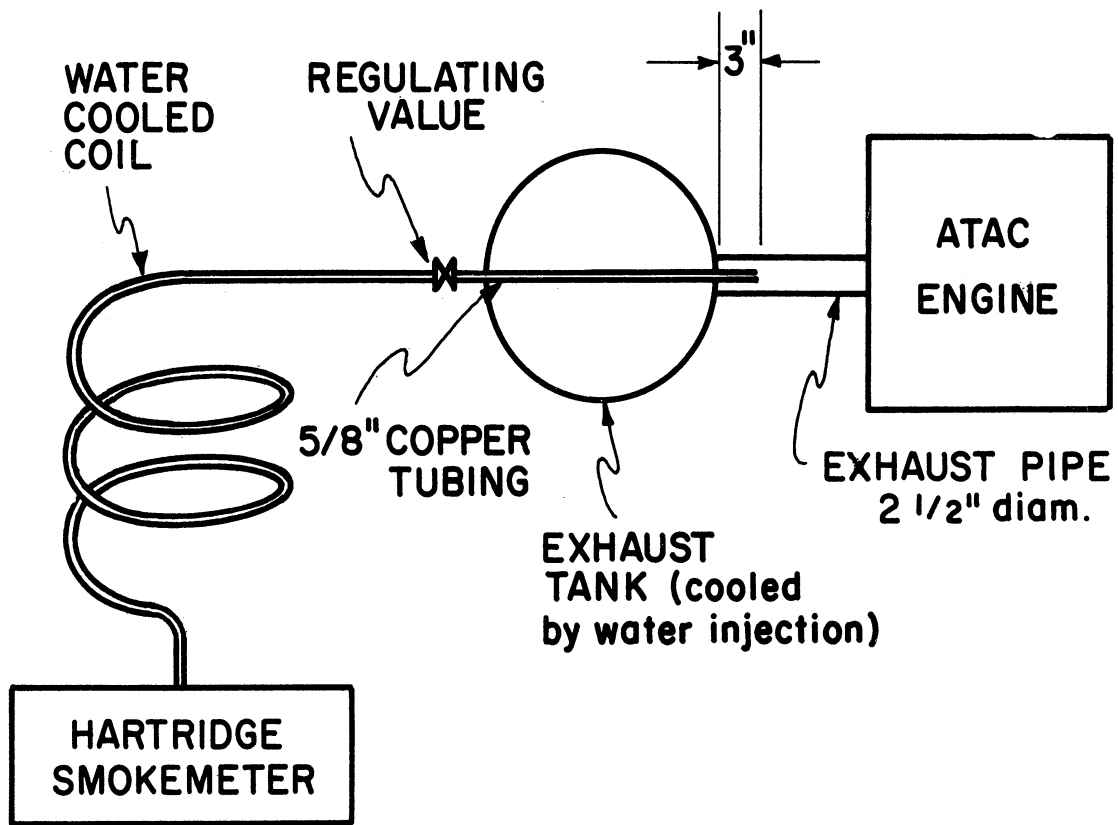 3"
WATER
COOLED
COIL
REGULATING
VALUE
ATAC
ENGINE
5/8" COPPER
TUBING
EXHAUST PIPE
2 1/2" diam.
EXHAUST
TANK (cooled
by water injection)
HARTRIDGE
SMOKEMETER